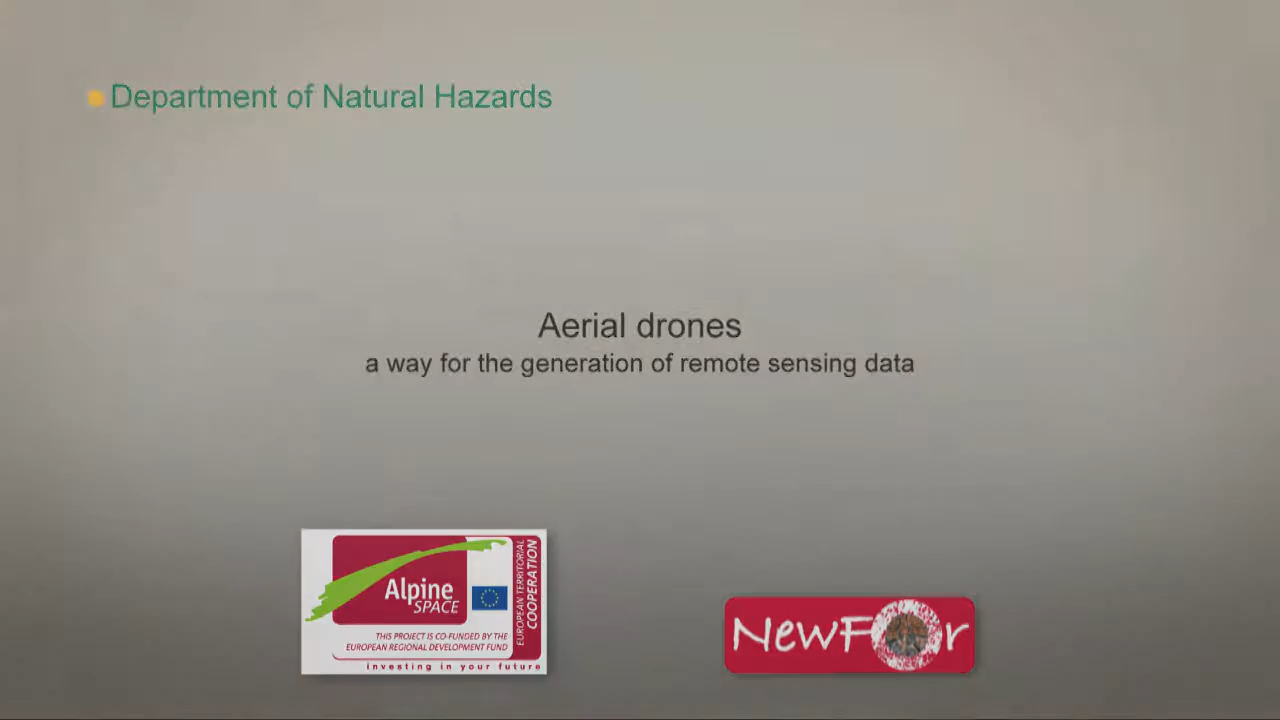 Department of Natural Hazards
Aerial drones
a way for the generation of remote sensing data
Alpine
SPACE
EUROPEAN TERRITORIAL
COOPERATION
THIS PROJECT IS CO-FUNDED BY THE
EUROPEAN REGIONAL DEVELOPMENT FUND
investing in your future
NewFor